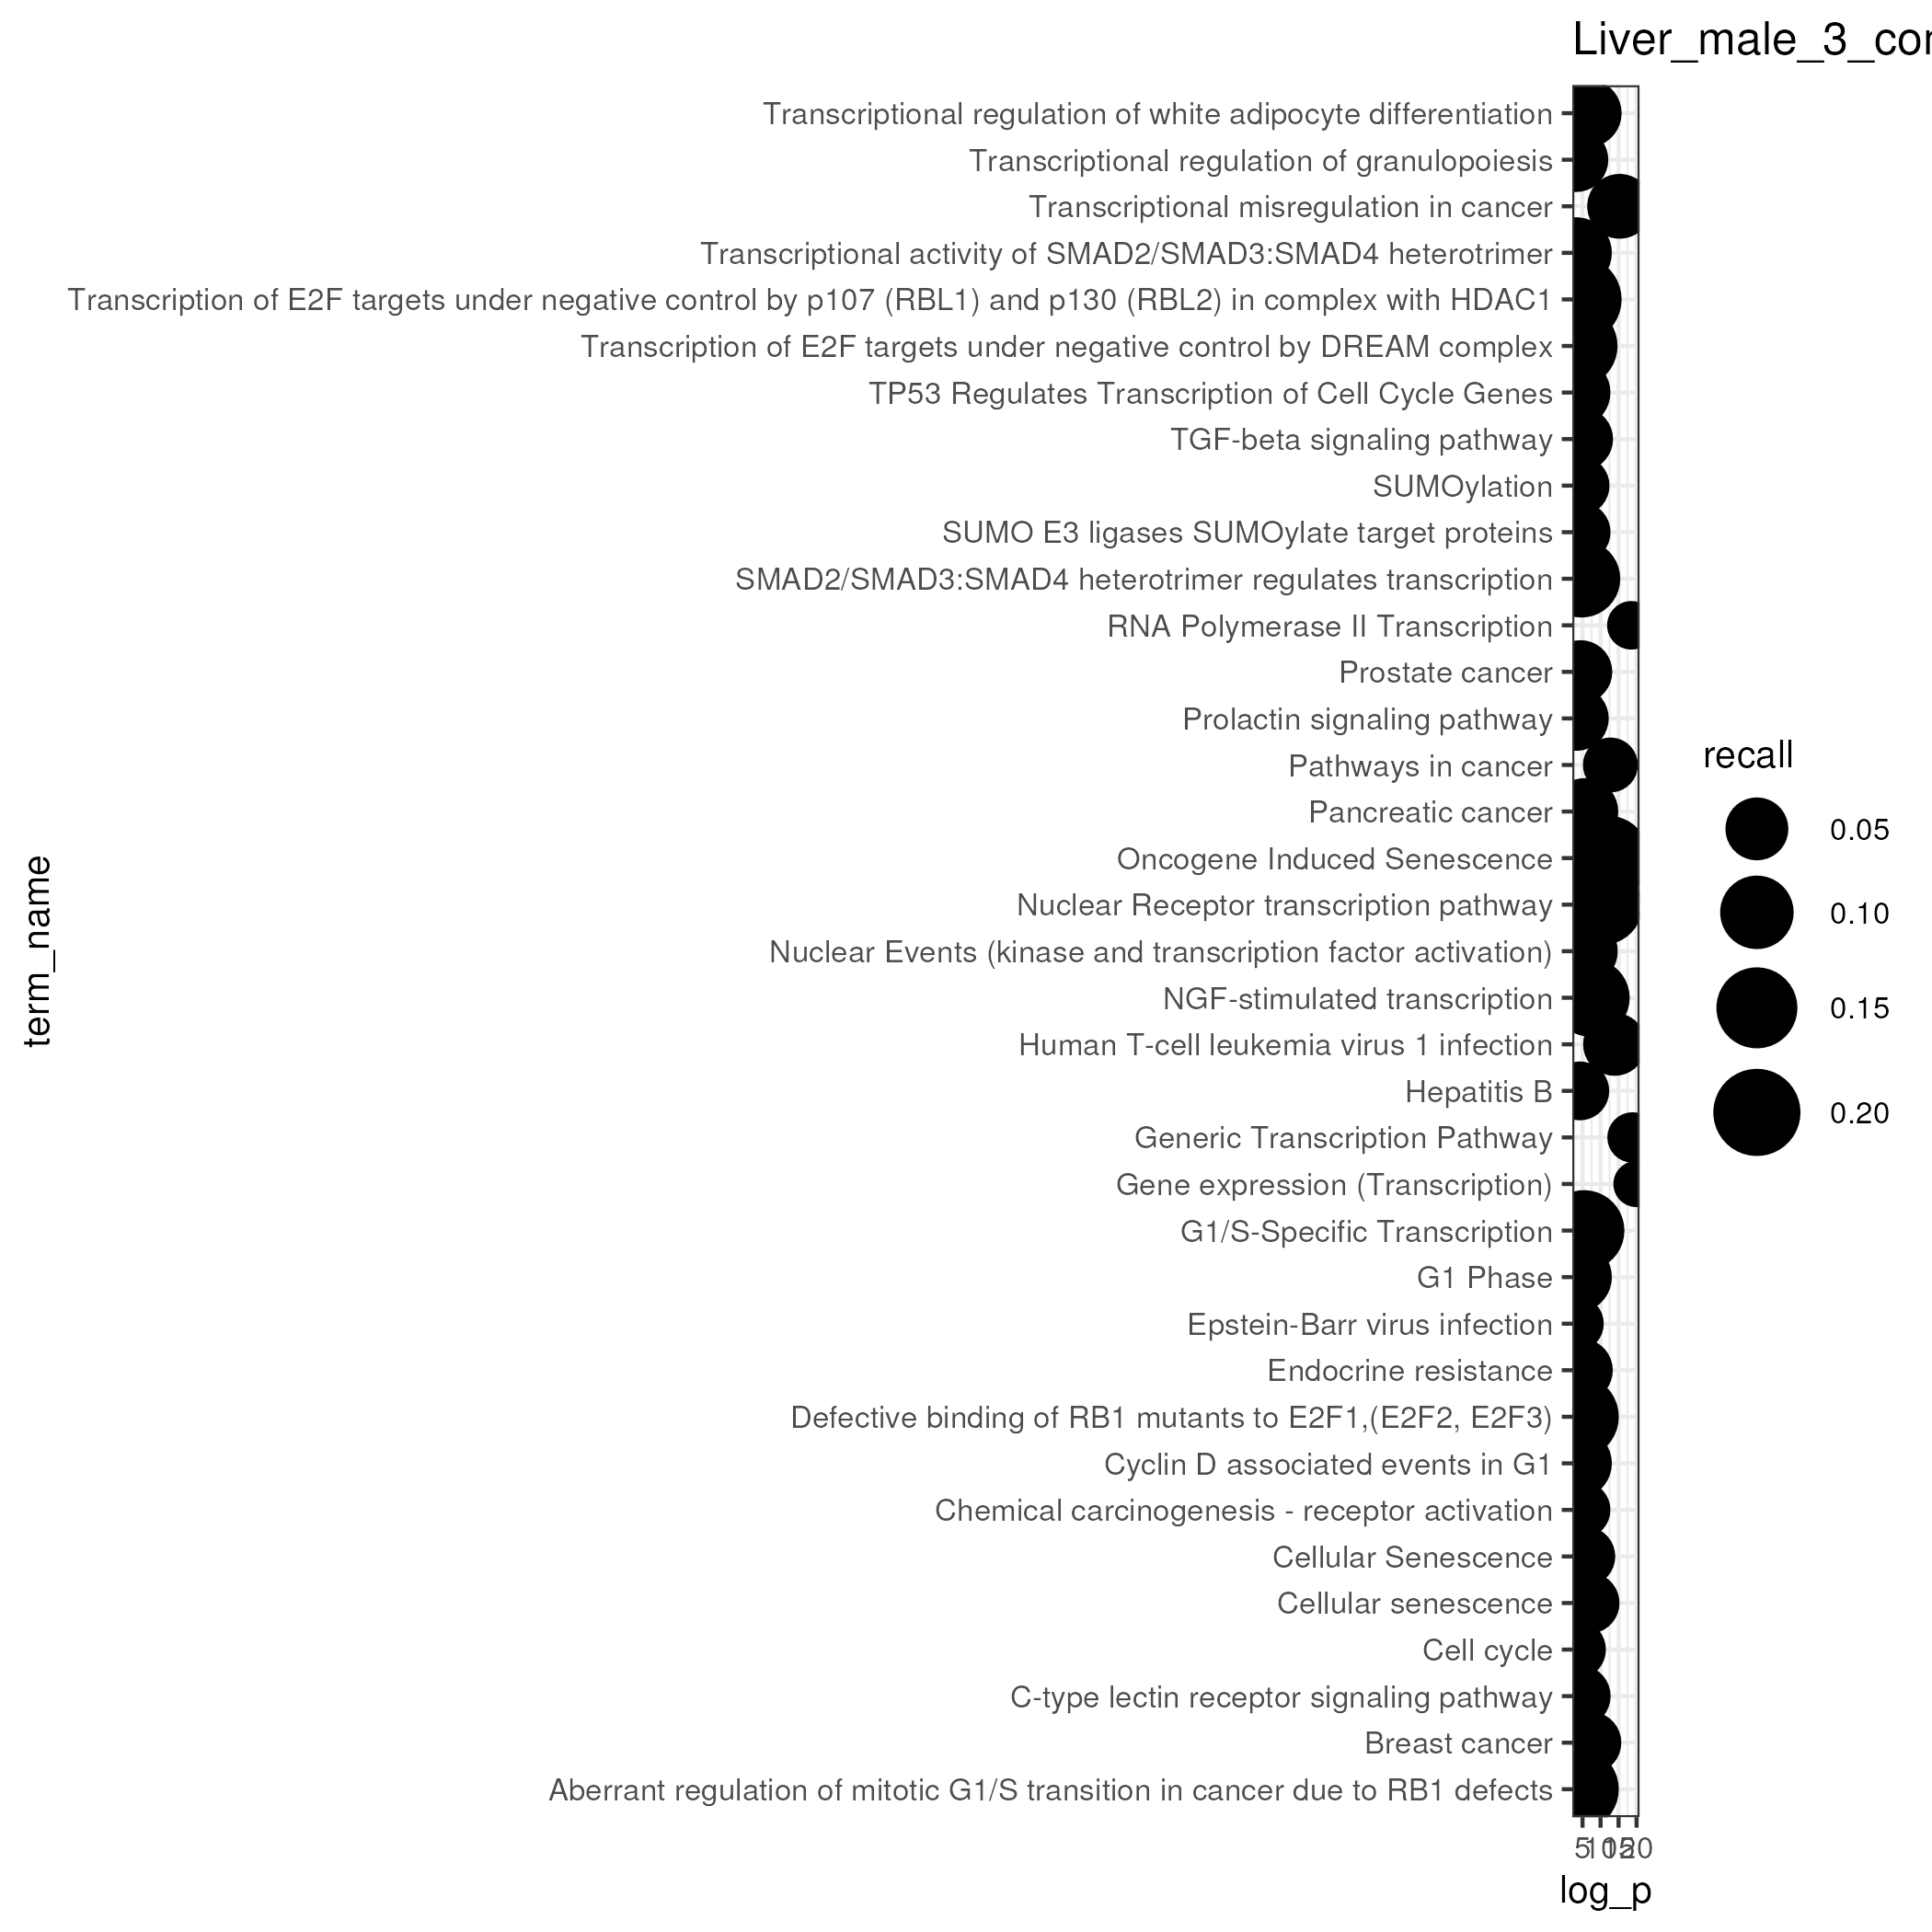 Liver_male_3_cor
Transcriptional regulation of white adipocyte differentiation
Transcriptional regulation of granulopoiesis
Transcriptional misregulation in cancer
Transcriptional activity of SMAD2/SMAD3:SMAD4 heterotrimer
Transcription of E2F targets under negative control by p107 (RBL1) and p130 (RBL2) in complex with HDAC1
Transcription of E2F targets under negative control by DREAM complex
TP53 Regulates Transcription of Cell Cycle Genes
TGF-beta signaling pathway
SUMOylation
SUMO E3 ligases SUMOylate target proteins
SMAD2/SMAD3:SMAD4 heterotrimer regulates transcription
RNA Polymerase II Transcription
Prostate cancer
Prolactin signaling pathway
Pathways in cancer
Pancreatic cancer
Oncogene Induced Senescence
Nuclear Receptor transcription pathway
Nuclear Events (kinase and transcription factor activation)
NGF-stimulated transcription
Human T-cell leukemia virus 1 infection
Hepatitis B
Generic Transcription Pathway
Gene expression (Transcription)
G1/S-Specific Transcription
G1 Phase
Epstein-Barr virus infection
Endocrine resistance
Defective binding of RB1 mutants to E2F1,(E2F2, E2F3)
Cyclin D associated events in G1
Chemical carcinogenesis - receptor activation
Cellular Senescence
Cellular senescence
Cell cycle
C-type lectin receptor signaling pathway
Breast cancer
Aberrant regulation of mitotic G1/S transition in cancer due to RB1 defects
term_name
5 10 15 20
log_p
recall
0.05
0.10
0.15
0.20